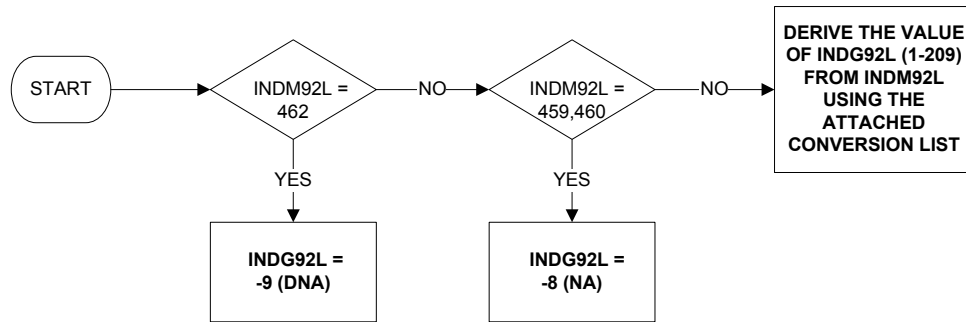 START
INDM92L =
462
NO
INDM92L =
459,460
NO
DERIVE THE VALUE
OF INDG92L (1-209)
FROM INDM92L
USING THE
ATTACHED
CONVERSION LIST
YES
YES
INDG92L =
-9 (DNA)
INDG92L =
-8 (NA)